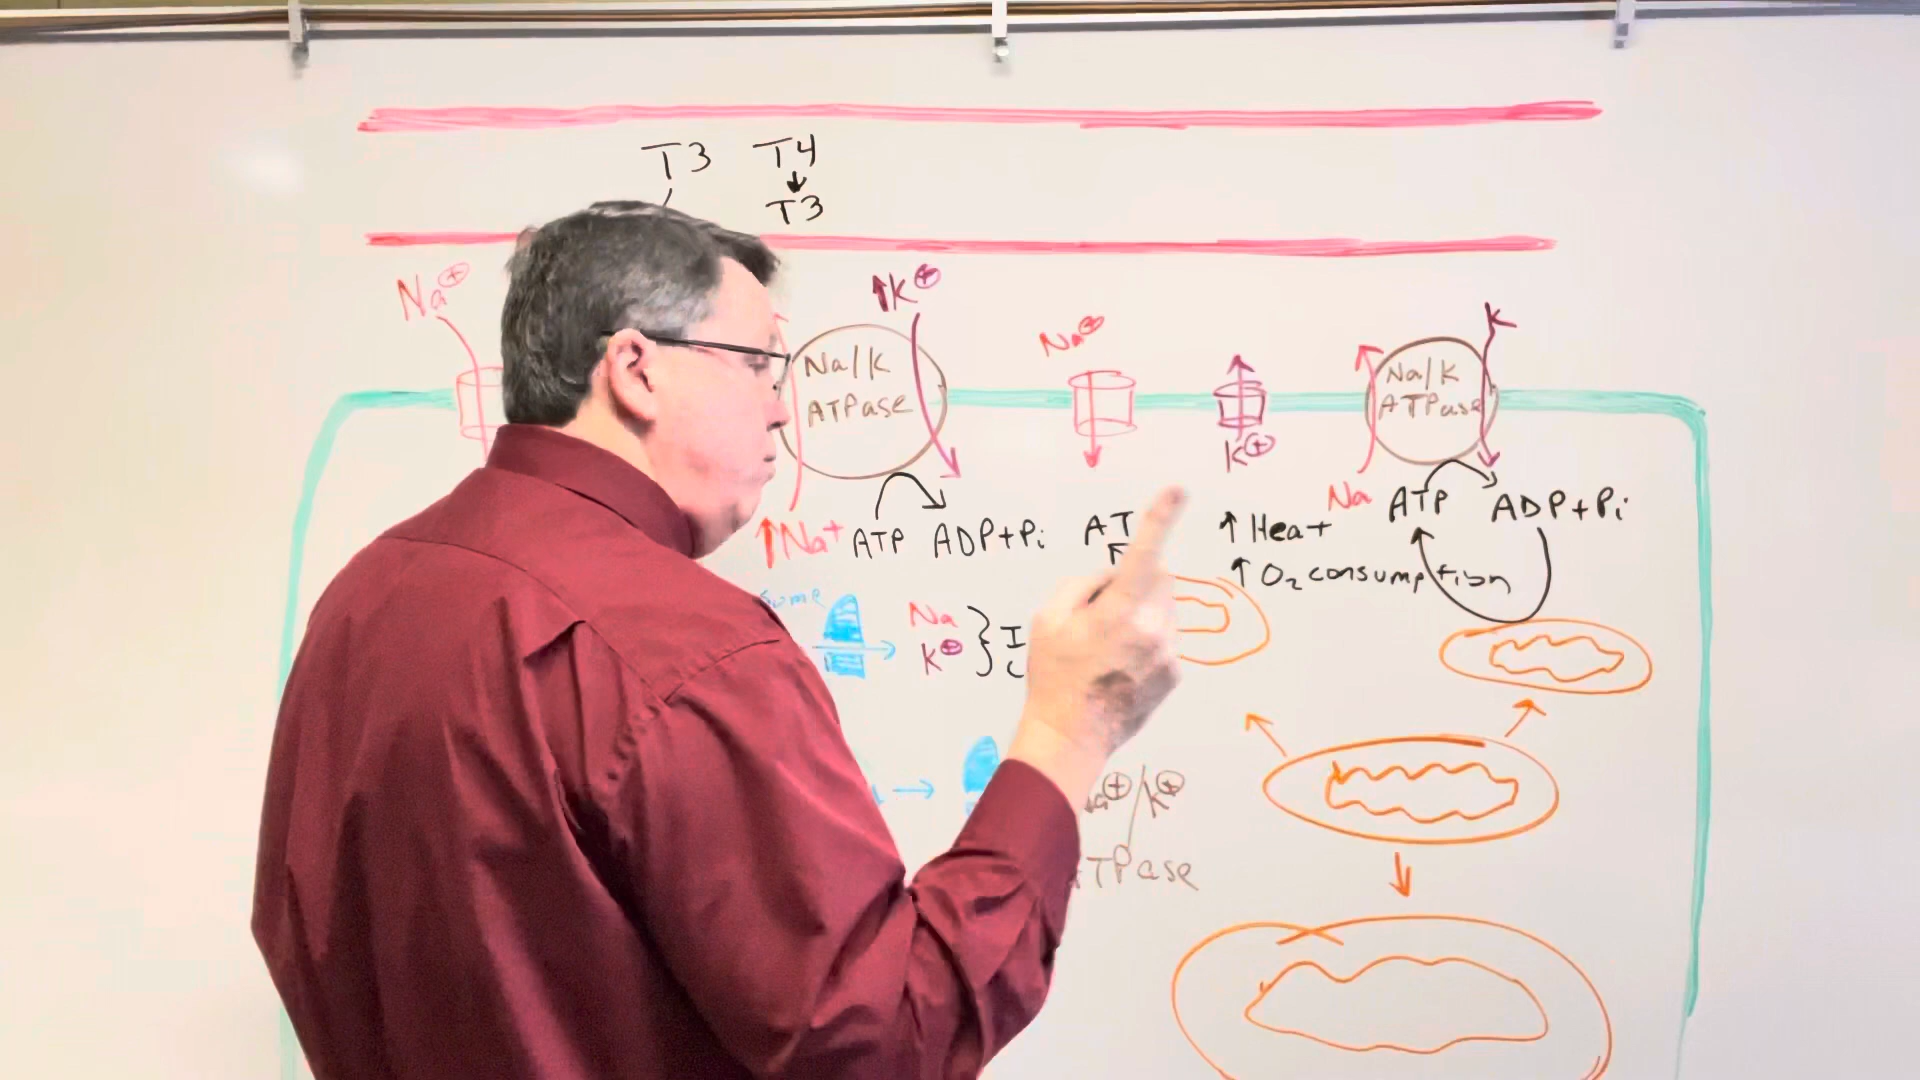 T3 T4
↓
T3
Na⊕
↑K⊕
Na⊕
K
Na/K
ATPase
Na/K
ATPase
K⊕
↑Na+ ATP ADP+Pi
Na ATP ADP+Pi
↑ Heat
↑ O2 consumption
Some
Na
K⊕
K⊕
ATPase